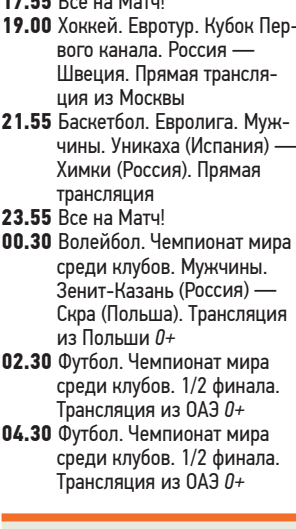 17.55 Все на Матч!
19.00 Хоккей. Евротур. Кубок Пер-
вого канала. Россия —
Швеция. Прямая трансля-
ция из Москвы
21.55 Баскетбол. Евролига. Муж-
чины. Уникаха (Испания) —
Химки (Россия). Прямая
трансляция
23.55 Все на Матч!
00.30 Волейбол. Чемпионат мира
среди клубов. Мужчины.
Зенит-Казань (Россия) —
Скра (Польша). Трансляция
из Польши 0+
02.30 Футбол. Чемпионат мира
среди клубов. 1/2 финала.
Трансляция из ОАЭ 0+
04.30 Футбол. Чемпионат мира
среди клубов. 1/2 финала.
Трансляция из ОАЭ 0+